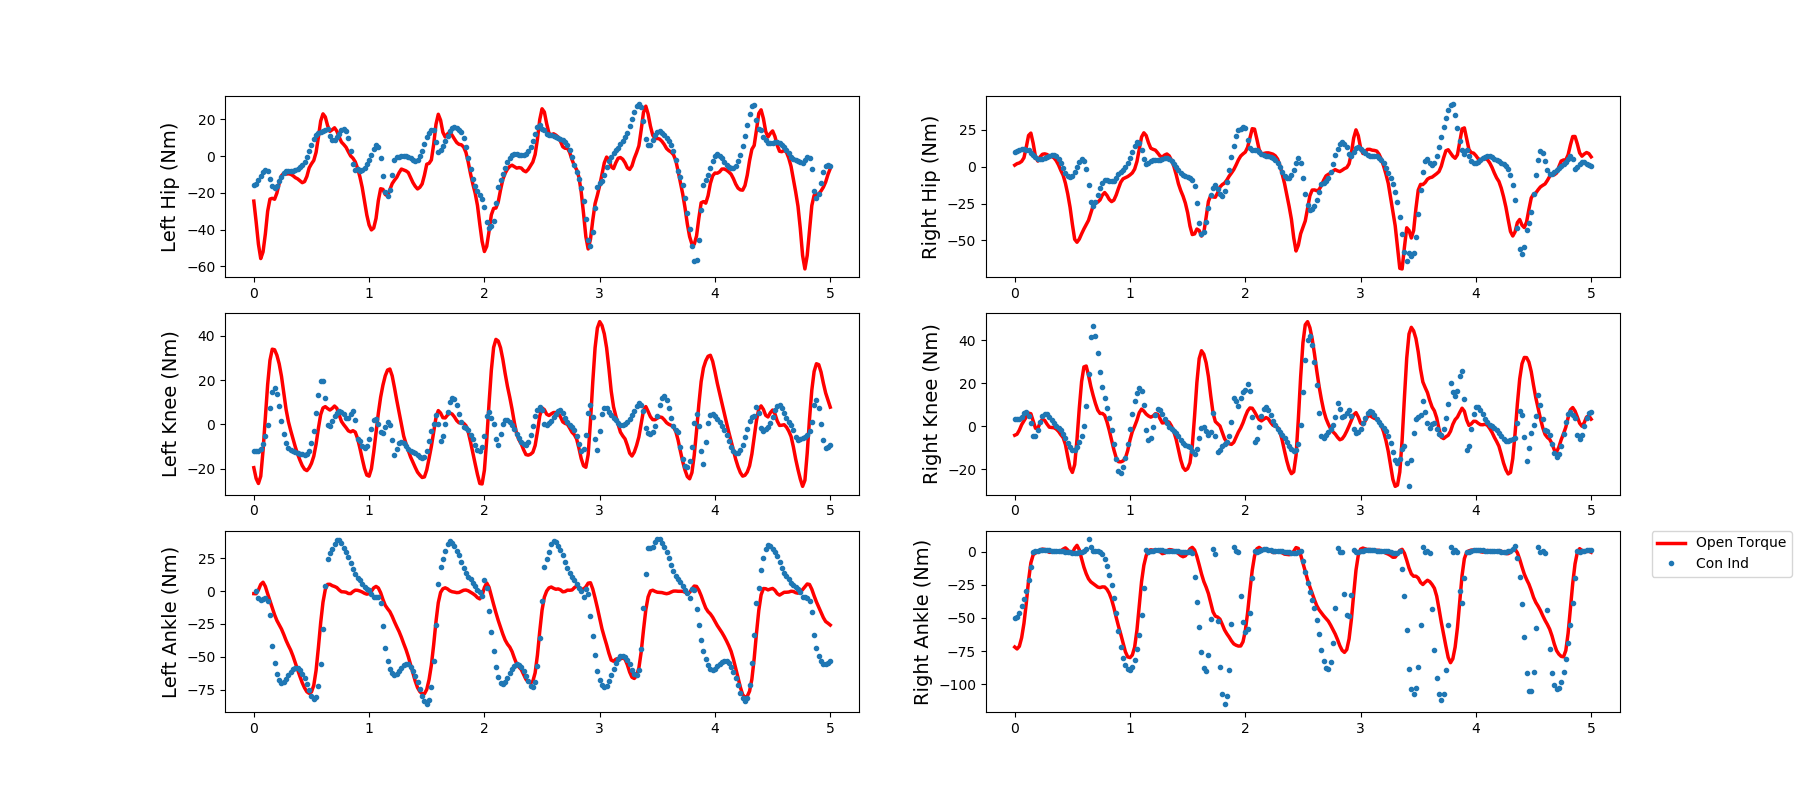 Left Hip (Nm)
20
0
−20
−40
−60
0 1 2 3 4 5
Right Hip (Nm)
25
0
−25
−50
0 1 2 3 4 5
Left Knee (Nm)
40
20
0
−20
0 1 2 3 4 5
Right Knee (Nm)
40
20
0
−20
0 1 2 3 4 5
Left Ankle (Nm)
25
0
−25
−50
−75
0 1 2 3 4 5
Right Ankle (Nm)
0
−25
−50
−75
−100
0 1 2 3 4 5
Open Torque
Con Ind